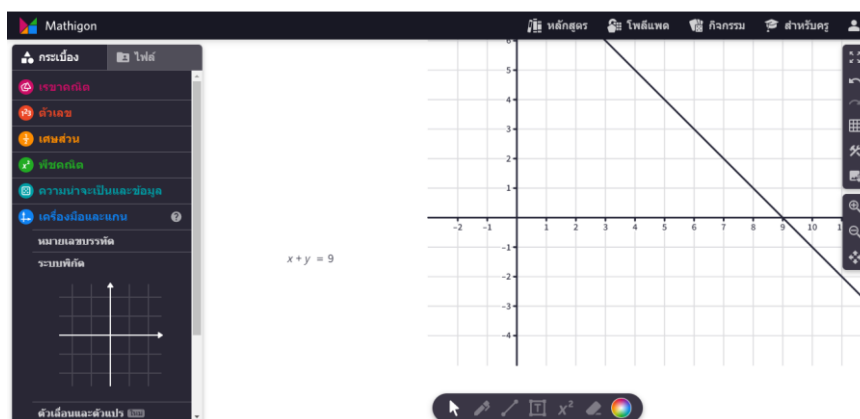 Mathigon
หลักสูตร
โพลีแพด
กิจกรรม
สำหรับครู
กระเบื้อง
ไฟล์
เรขาคณิต
ตัวเลข
เศษส่วน
พีชคณิต
ความน่าจะเป็นและข้อมูล
เครื่องมือและแกน
หมายเลขบรรทัด
ระบบพิกัด
ตัวเลื่อนและตัวแปร
x + y = 9
6
5
4
3
2
1
-2 -1 1 2 3 4 5 6 7 8 9 10 1
-1
-2
-3
-4
T
x²